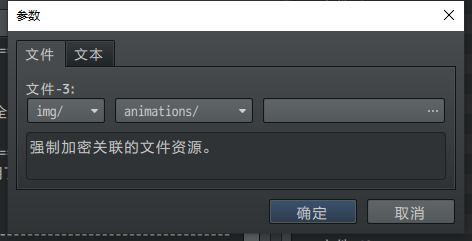 参数
文件 文本
文件-3:
img/ animations/ ...
强制加密关联的文件资源。
确定 取消